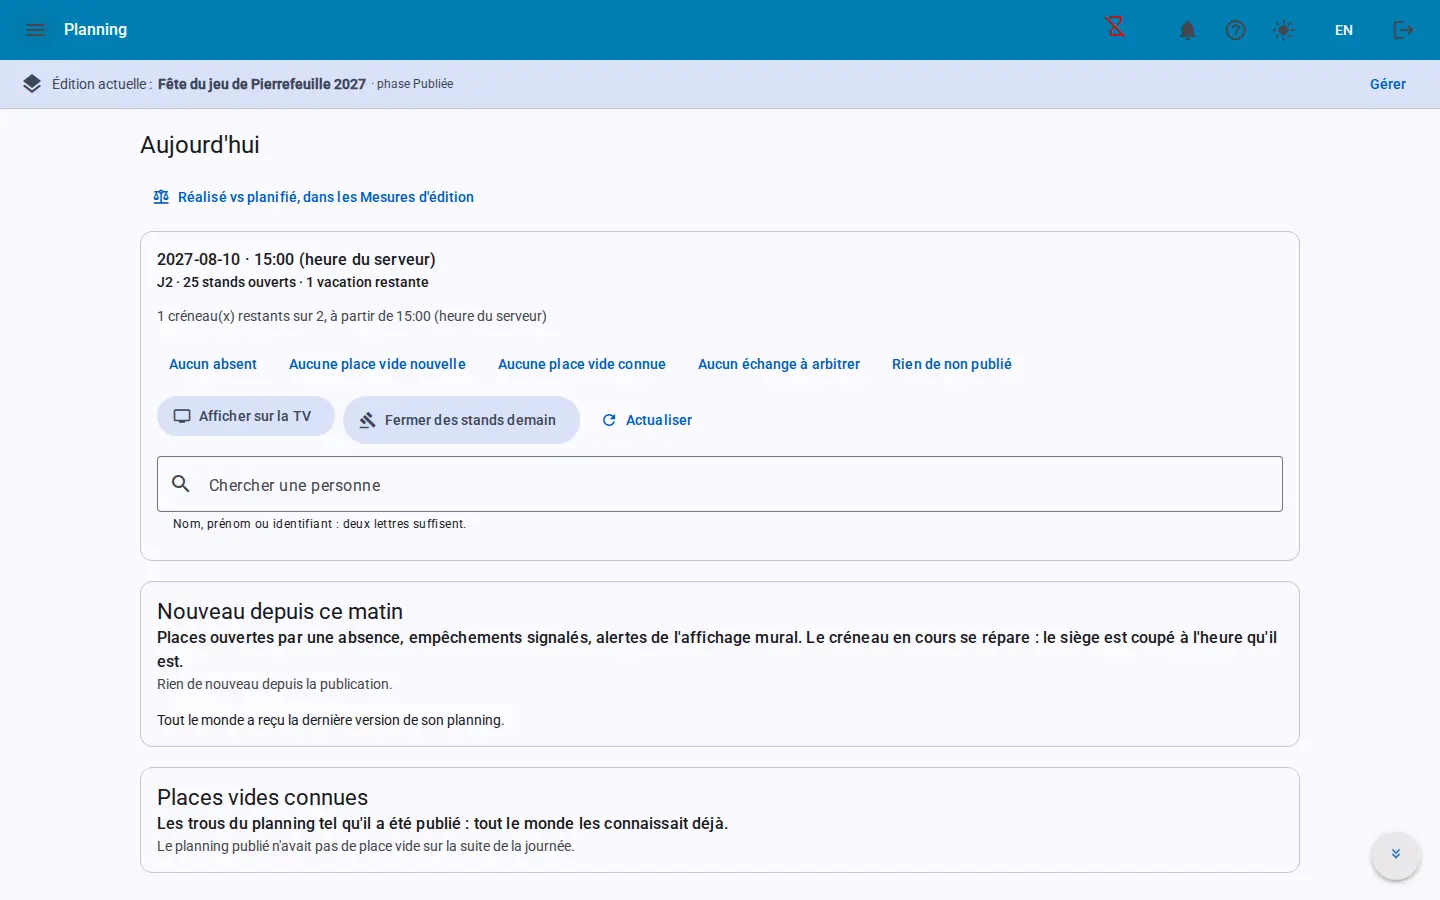 Planning
EN
Édition actuelle : Fête du jeu de Pierrefeuille 2027 · phase Publiée
Gérer
Aujourd'hui
Réalisé vs planifié, dans les Mesures d'édition
2027-08-10 · 15:00 (heure du serveur)
J2 · 25 stands ouverts · 1 vacation restante
1 créneau(x) restants sur 2, à partir de 15:00 (heure du serveur)
Aucun absent Aucune place vide nouvelle Aucune place vide connue Aucun échange à arbitrer Rien de non publié
Afficher sur la TV Fermer des stands demain Actualiser
Chercher une personne
Nom, prénom ou identifiant : deux lettres suffisent.
Nouveau depuis ce matin
Places ouvertes par une absence, empêchements signalés, alertes de l'affichage mural. Le créneau en cours se répare : le siège est coupé à l'heure qu'il
est.
Rien de nouveau depuis la publication.
Tout le monde a reçu la dernière version de son planning.
Places vides connues
Les trous du planning tel qu'il a été publié : tout le monde les connaissait déjà.
Le planning publié n'avait pas de place vide sur la suite de la journée.